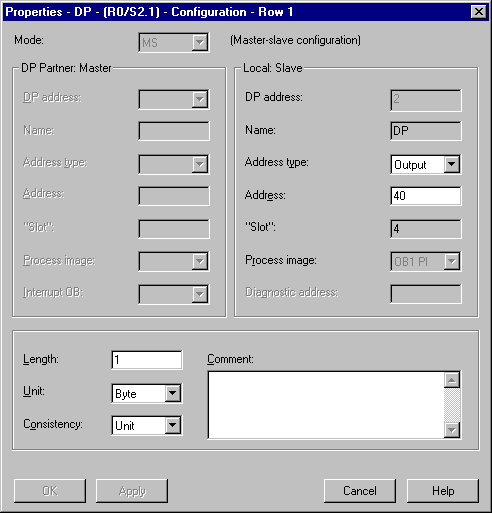 Properties - DP - (R0/S2.1) - Configuration - Row 1
Mode: MS (Master-slave configuration)
DP Partner: Master
DP address:
Name:
Address type:
Address:
"Slot":
Process image:
Interrupt OB:
Local: Slave
DP address: 2
Name: DP
Address type: Output
Address: 40
"Slot": 4
Process image: OB1 PI
Diagnostic address:
Length: 1
Unit: Byte
Consistency: Unit
Comment:
OK Apply Cancel Help